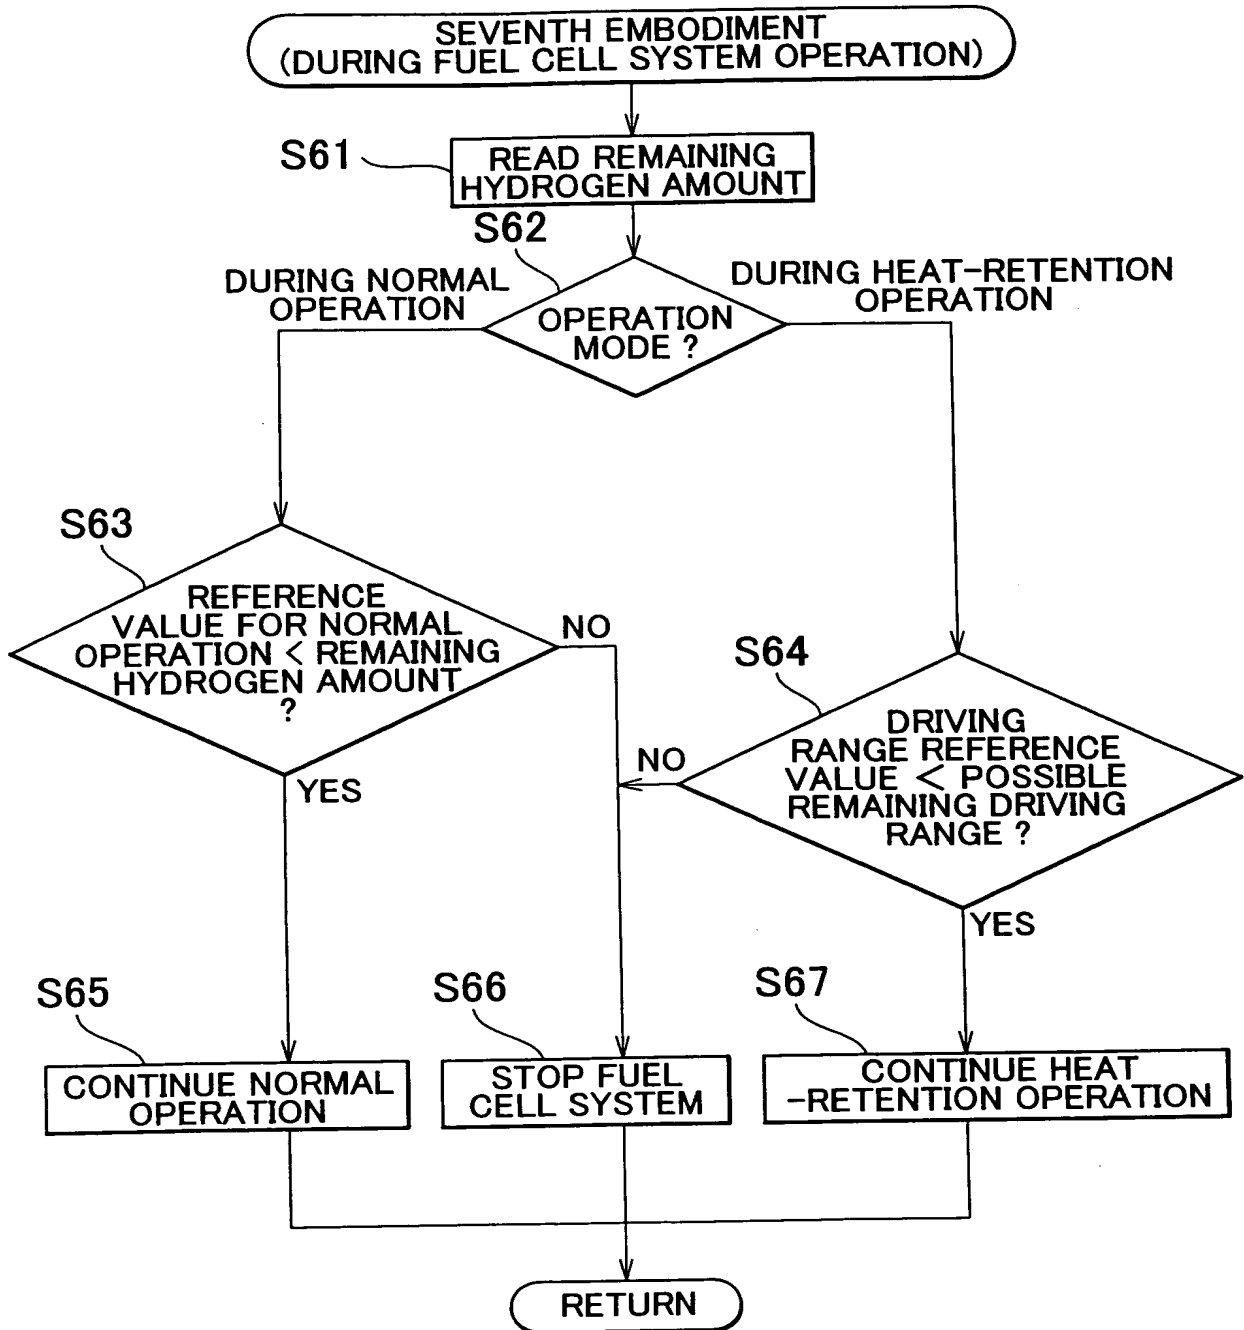 SEVENTH EMBODIMENT
(DURING FUEL CELL SYSTEM OPERATION)
S61
READ REMAINING
HYDROGEN AMOUNT
S62
DURING NORMAL
OPERATION
DURING HEAT-RETENTION
OPERATION
OPERATION
MODE ?
S63
REFERENCE
VALUE FOR NORMAL
OPERATION < REMAINING
HYDROGEN AMOUNT
?
NO
YES
S64
DRIVING
RANGE REFERENCE
VALUE < POSSIBLE
REMAINING DRIVING
RANGE ?
NO
YES
S65
CONTINUE NORMAL
OPERATION
S66
STOP FUEL
CELL SYSTEM
S67
CONTINUE HEAT
-RETENTION OPERATION
RETURN